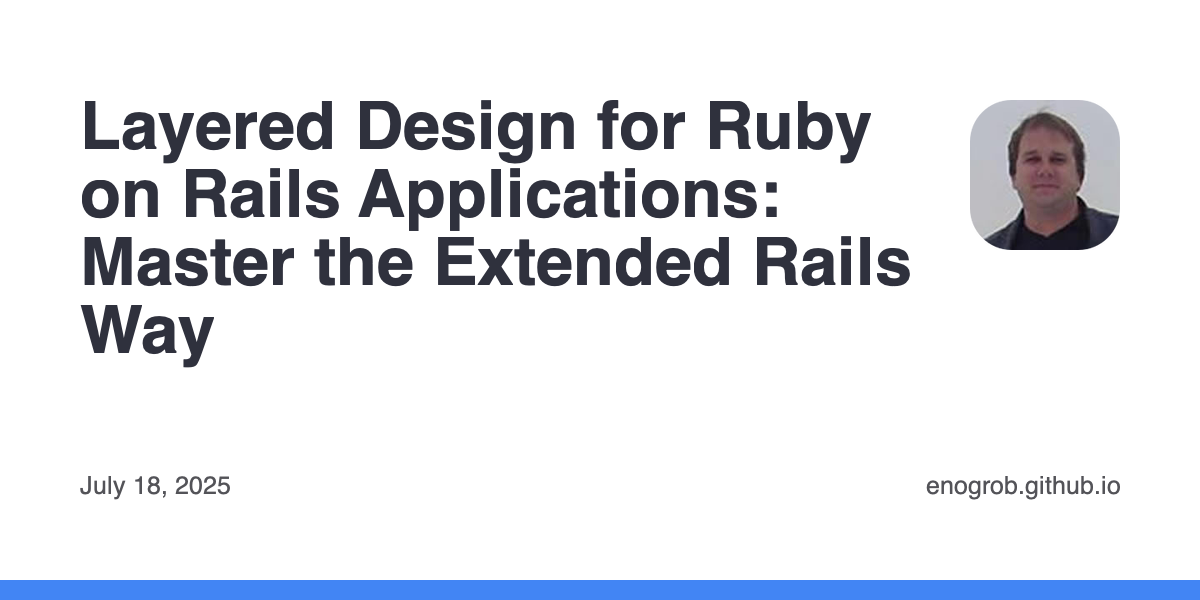 Layered Design for Ruby
on Rails Applications:
Master the Extended Rails
Way
July 18, 2025
enogrob.github.io